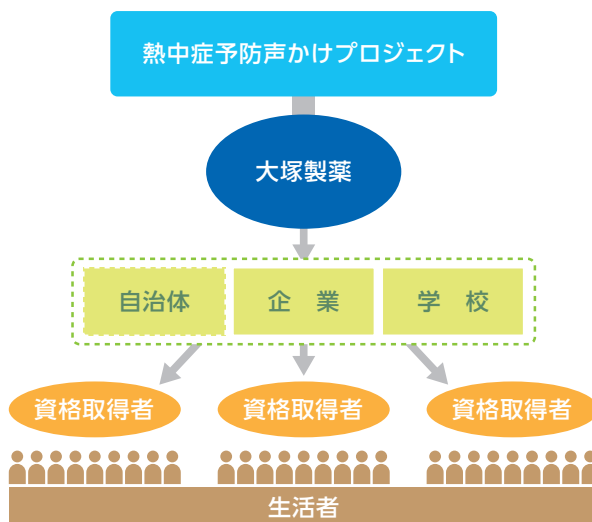 熱中症予防声かけプロジェクト
大塚製薬
自治体 企 業 学 校
資格取得者 資格取得者 資格取得者
生活者